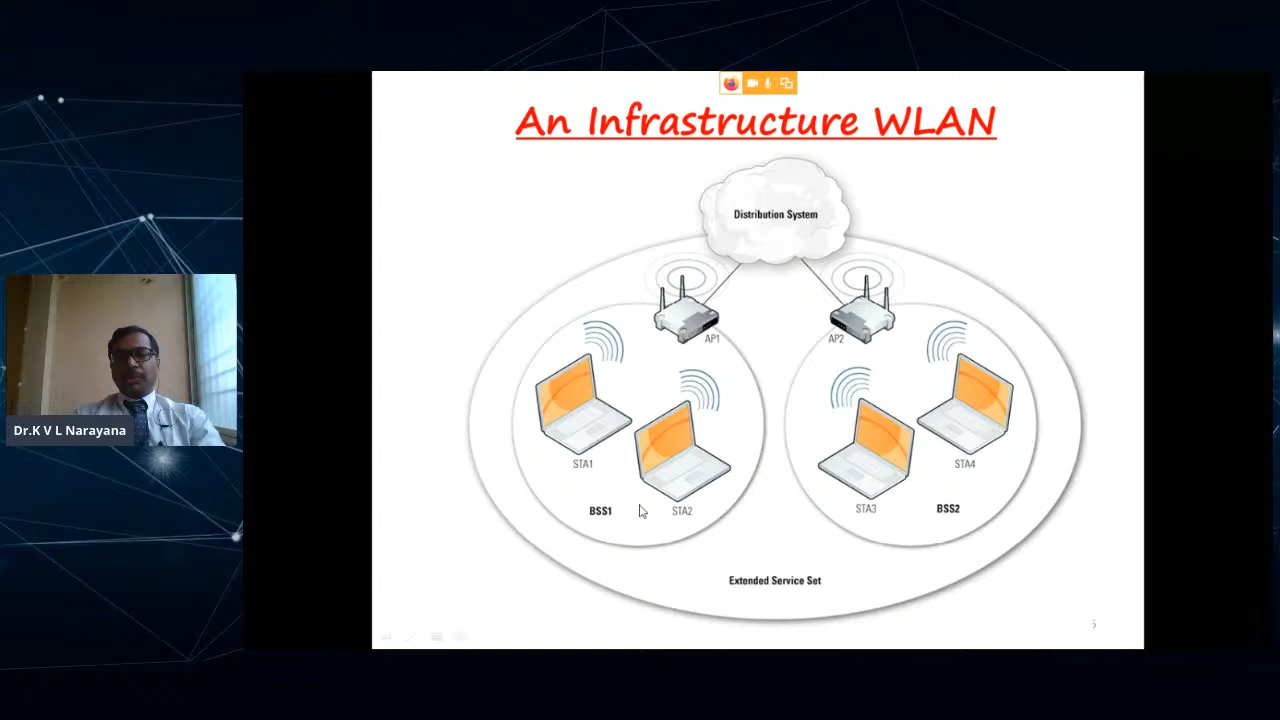 An Infrastructure WLAN
Distribution System
AP1
AP2
STA1
STA4
BSS1
STA2
STA3
BSS2
Extended Service Set
Dr.K V L Narayana